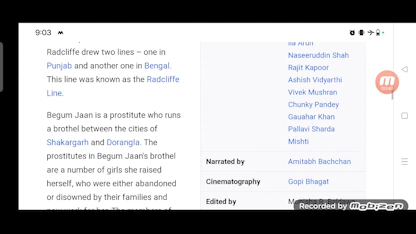 9:03
Radcliffe drew two lines – one in
Punjab and another one in Bengal.
This line was known as the Radcliffe
Line.
Begum Jaan is a prostitute who runs
a brothel between the cities of
Shakargarh and Dorangla. The
prostitutes in Begum Jaan's brothel
are a number of girls she raised
herself, who were either abandoned
or disowned by their families and
Ila Arun
Naseeruddin Shah
Rajit Kapoor
Ashish Vidyarthi
Vivek Mushran
Chunky Pandey
Gauahar Khan
Pallavi Sharda
Mishti
Narrated by Amitabh Bachchan
Cinematography Gopi Bhagat
Edited by
Recorded by Mobizen